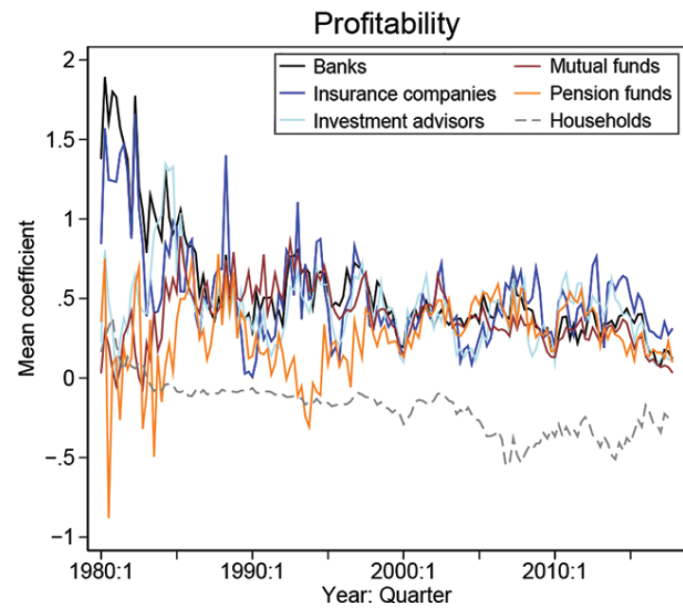 Profitability
Banks
Mutual funds
Insurance companies
Pension funds
Investment advisors
Households
Mean coefficient
2
1.5
1
.5
0
−.5
−1
1980:1
1990:1
2000:1
2010:1
Year: Quarter